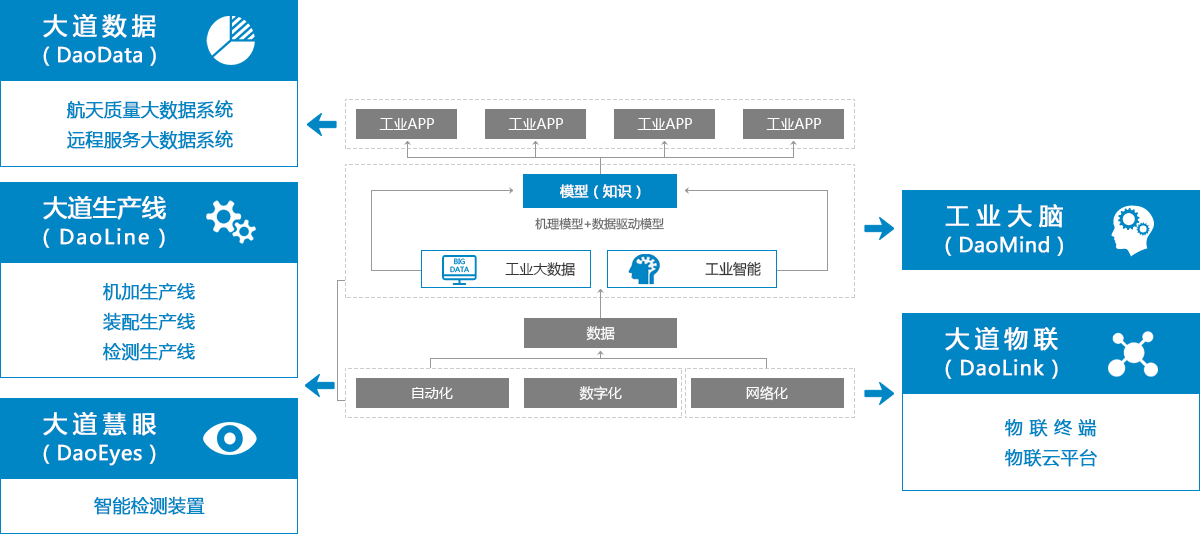 大道数据
（DaoData）
航天质量大数据系统
远程服务大数据系统
大道生产线
（DaoLine）
机加生产线
装配生产线
检测生产线
大道慧眼
（DaoEyes）
智能检测装置
工业APP
工业APP
工业APP
工业APP
模型（知识）
机理模型+数据驱动模型
BIG
DATA
工业大数据
工业智能
数据
自动化
数字化
网络化
工业大脑
（DaoMind）
大道物联
（DaoLink）
物联终端
物联云平台